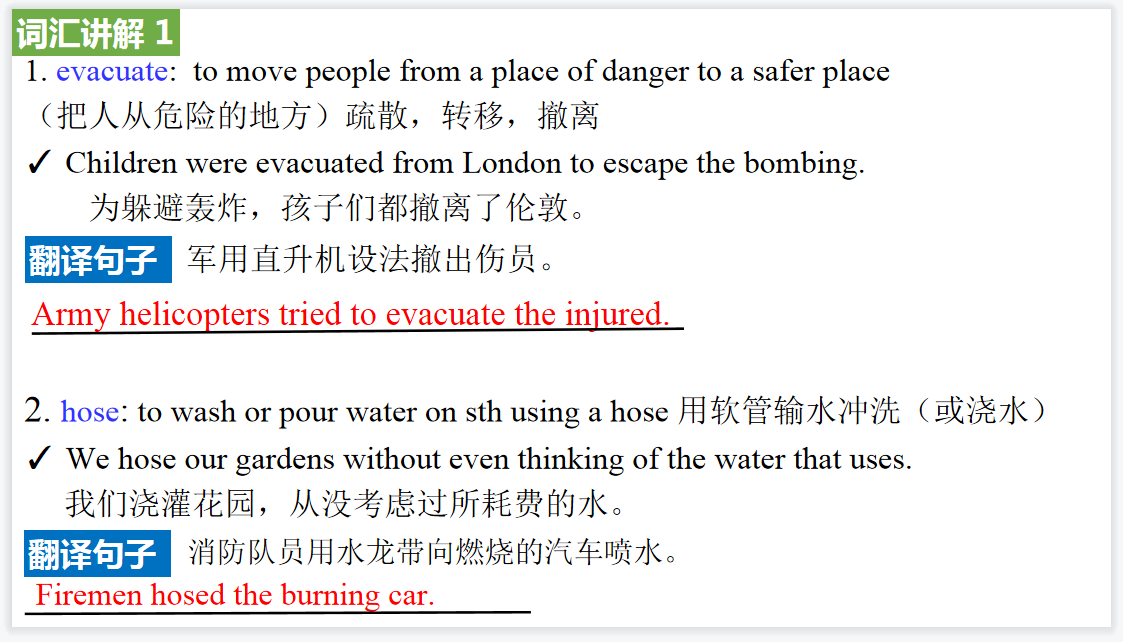 词汇讲解 1
1. evacuate: to move people from a place of danger to a safer place
（把人从危险的地方）疏散，转移，撤离
✓ Children were evacuated from London to escape the bombing.
为躲避轰炸，孩子们都撤离了伦敦。
翻译句子 军用直升机设法撤出伤员。
Army helicopters tried to evacuate the injured.
2. hose: to wash or pour water on sth using a hose 用软管输水冲洗（或浇水）
✓ We hose our gardens without even thinking of the water that uses.
我们浇灌花园，从没考虑过所耗费的水。
翻译句子 消防队员用水龙带向燃烧的汽车喷水。
Firemen hosed the burning car.